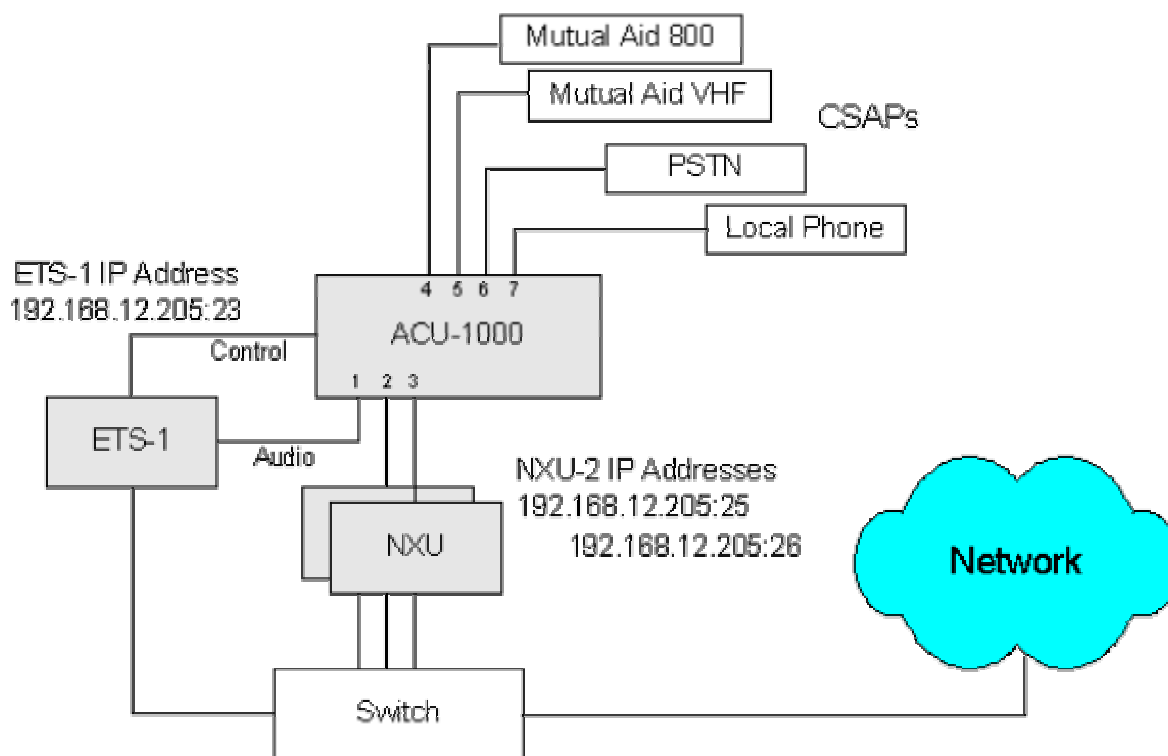 Mutual Aid 800
Mutual Aid VHF
CSAPs
PSTN
Local Phone
ETS-1 IP Address
192.168.12.205:23
4 5 6 7
ACU-1000
Control
1 2 3
ETS-1
Audio
NXU-2 IP Addresses
192.168.12.205:25
192.168.12.205:26
NXU
Network
Switch